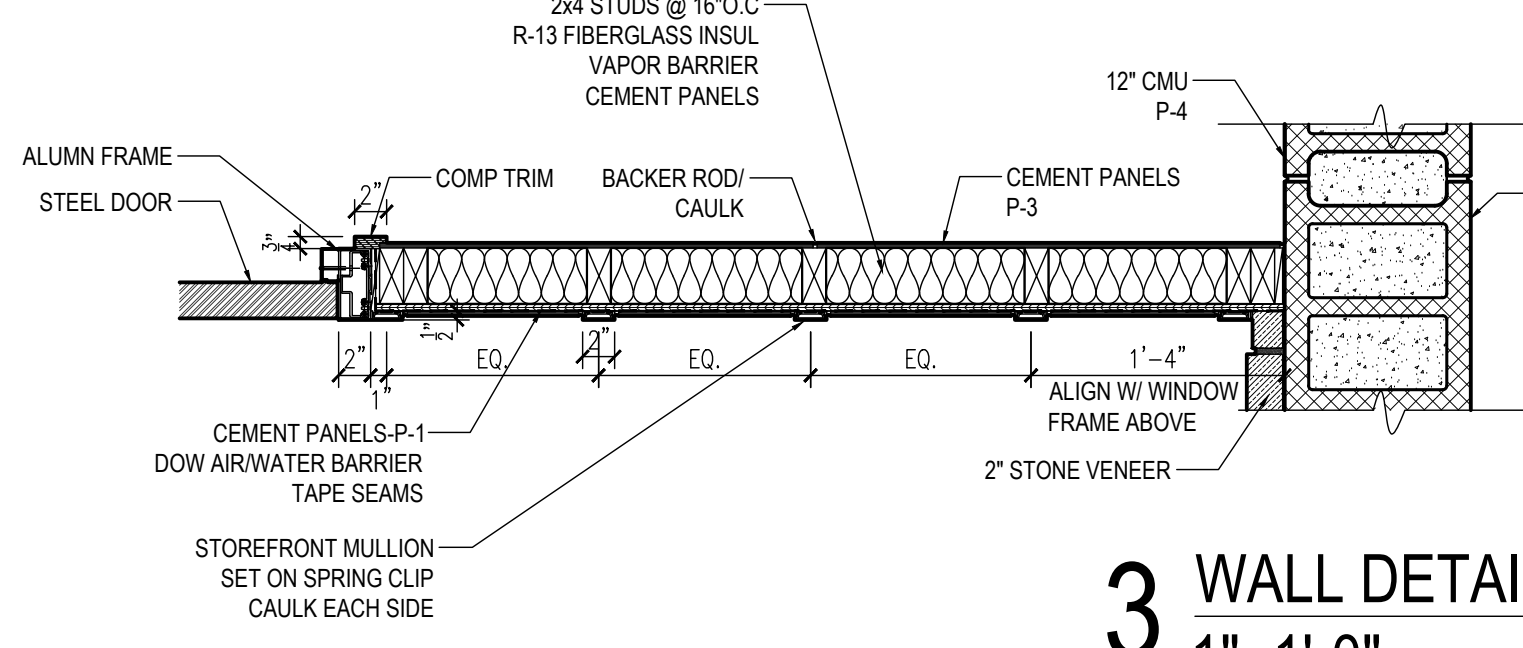 2x4 STUDS @ 16"O.C
R-13 FIBERGLASS INSUL
VAPOR BARRIER
CEMENT PANELS
12" CMU
P-4
ALUMN FRAME
STEEL DOOR
2"
COMP TRIM
BACKER ROD/
CAULK
CEMENT PANELS
P-3
3/4"
1/2"
2"
2"
1"
EQ.
EQ.
EQ.
1'-4"
ALIGN W/ WINDOW
FRAME ABOVE
CEMENT PANELS-P-1
DOW AIR/WATER BARRIER
TAPE SEAMS
2" STONE VENEER
STOREFRONT MULLION
SET ON SPRING CLIP
CAULK EACH SIDE
3
WALL DETAI